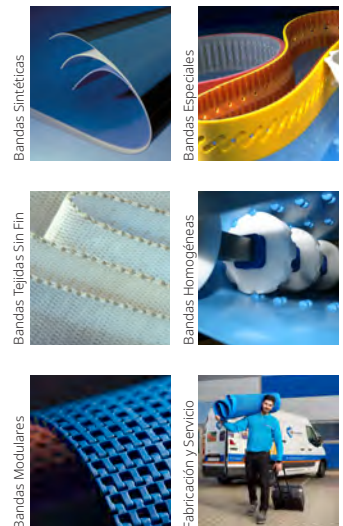 Bandas Sintéticas
Bandas Especiales
Bandas Tejidas Sin Fin
Bandas Homogéneas
Bandas Modulares
Fabricación y Servicio